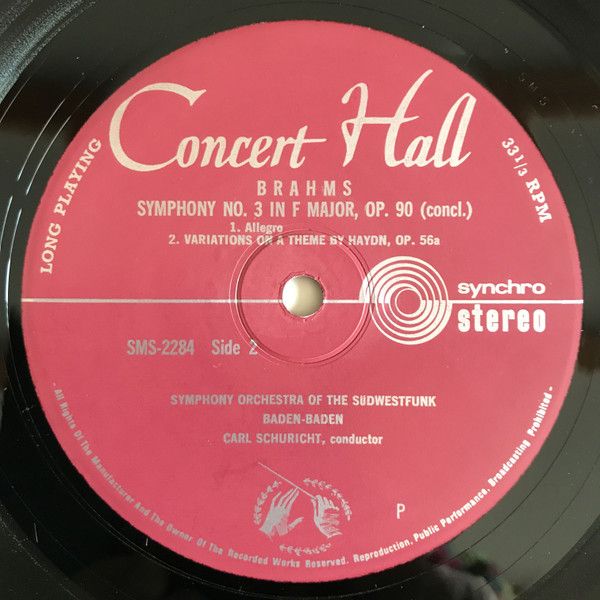 Concert Hall
LONG PLAYING
33 1/3 RPM
BRAHMS
SYMPHONY NO. 3 IN F MAJOR, OP. 90 (concl.)
1. Allegro
2. VARIATIONS ON A THEME BY HAYDN, OP. 56a
synchro
stereo
SMS-2284 Side 2
SYMPHONY ORCHESTRA OF THE SÜDWESTFUNK
BADEN-BADEN
CARL SCHURICHT, conductor
P
- All Rights Of The Manufacturer And The Owner Of The Recorded Works Reserved. Reproduction, Public Performance, Broadcasting Prohibited -